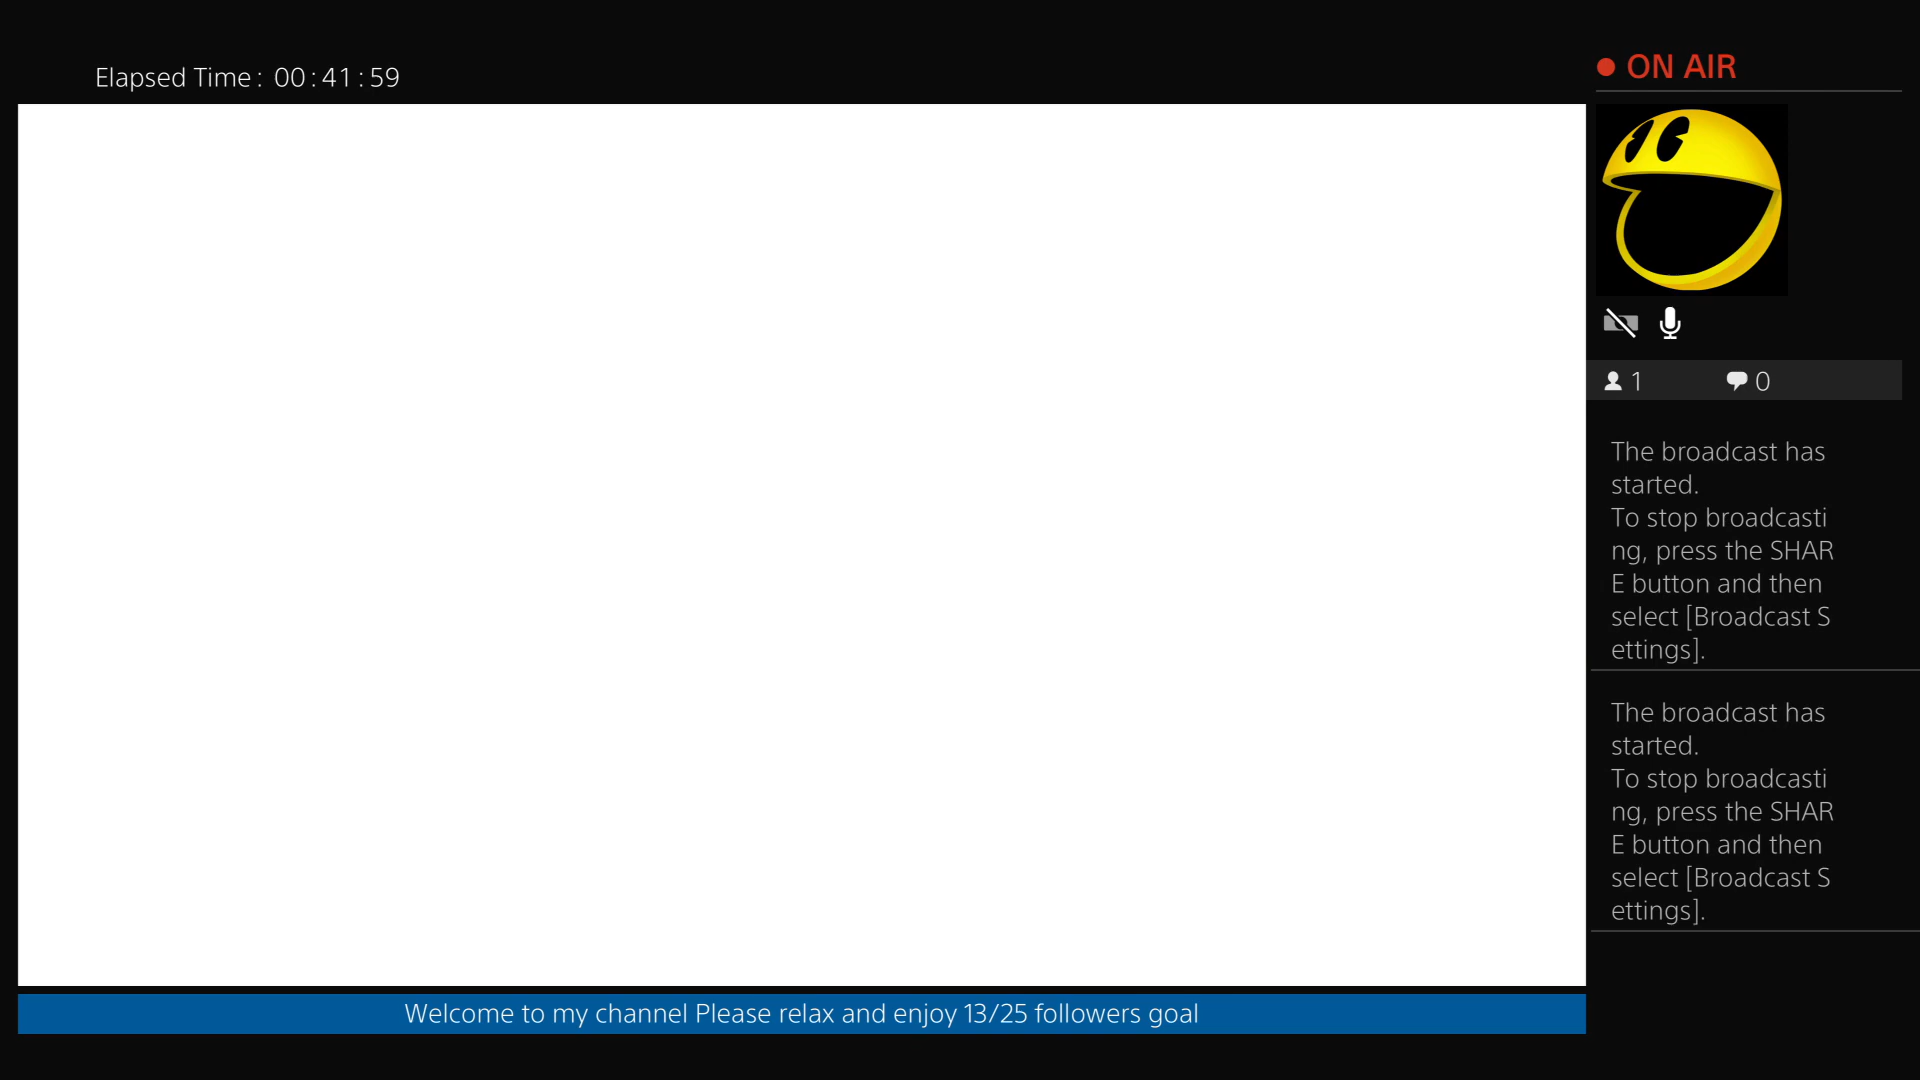 Elapsed Time: 00:41:59
ON AIR
1 0
The broadcast has
started.
To stop broadcasti
ng, press the SHAR
E button and then
select [Broadcast S
ettings].
The broadcast has
started.
To stop broadcasti
ng, press the SHAR
E button and then
select [Broadcast S
ettings].
Welcome to my channel Please relax and enjoy 13/25 followers goal